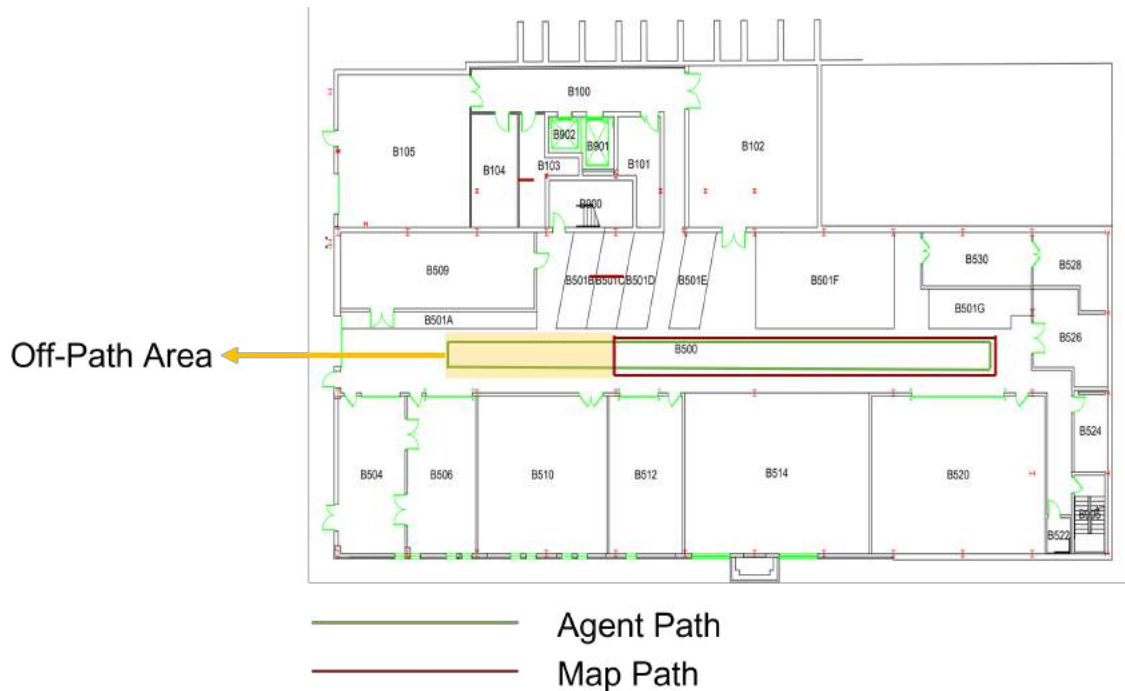 B100
B902
B901
B105
B104
B103
B101
B102
B900
B509
B501B
B501C
B501D
B501E
B501F
B530
B528
B501G
B501A
B526
Off-Path Area
B500
B504
B506
B510
B512
B514
B520
B524
B522
Agent Path
Map Path